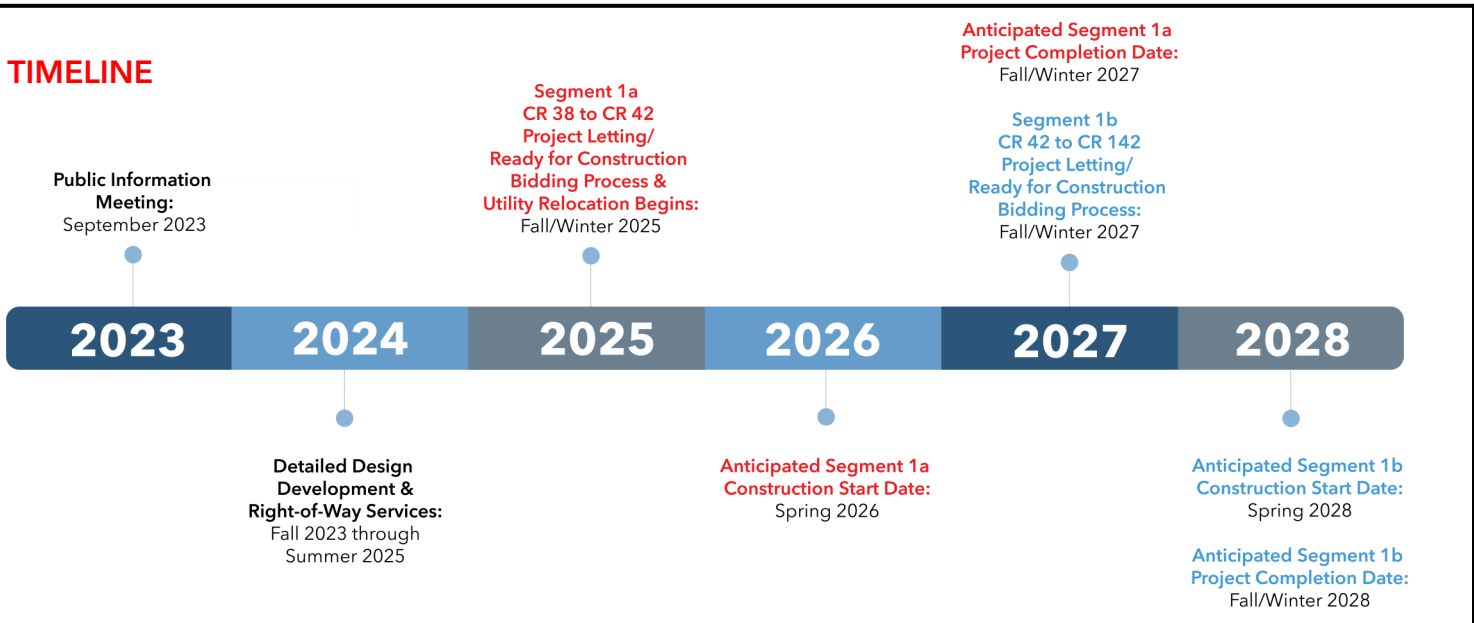 TIMELINE
Public Information
Meeting:
September 2023
Segment 1a
CR 38 to CR 42
Project Letting/
Ready for Construction
Bidding Process &
Utility Relocation Begins:
Fall/Winter 2025
Anticipated Segment 1a
Project Completion Date:
Fall/Winter 2027
Segment 1b
CR 42 to CR 142
Project Letting/
Ready for Construction
Bidding Process:
Fall/Winter 2027
2023
2024
2025
2026
2027
2028
Detailed Design
Development &
Right-of-Way Services:
Fall 2023 through
Summer 2025
Anticipated Segment 1a
Construction Start Date:
Spring 2026
Anticipated Segment 1b
Construction Start Date:
Spring 2028
Anticipated Segment 1b
Project Completion Date:
Fall/Winter 2028